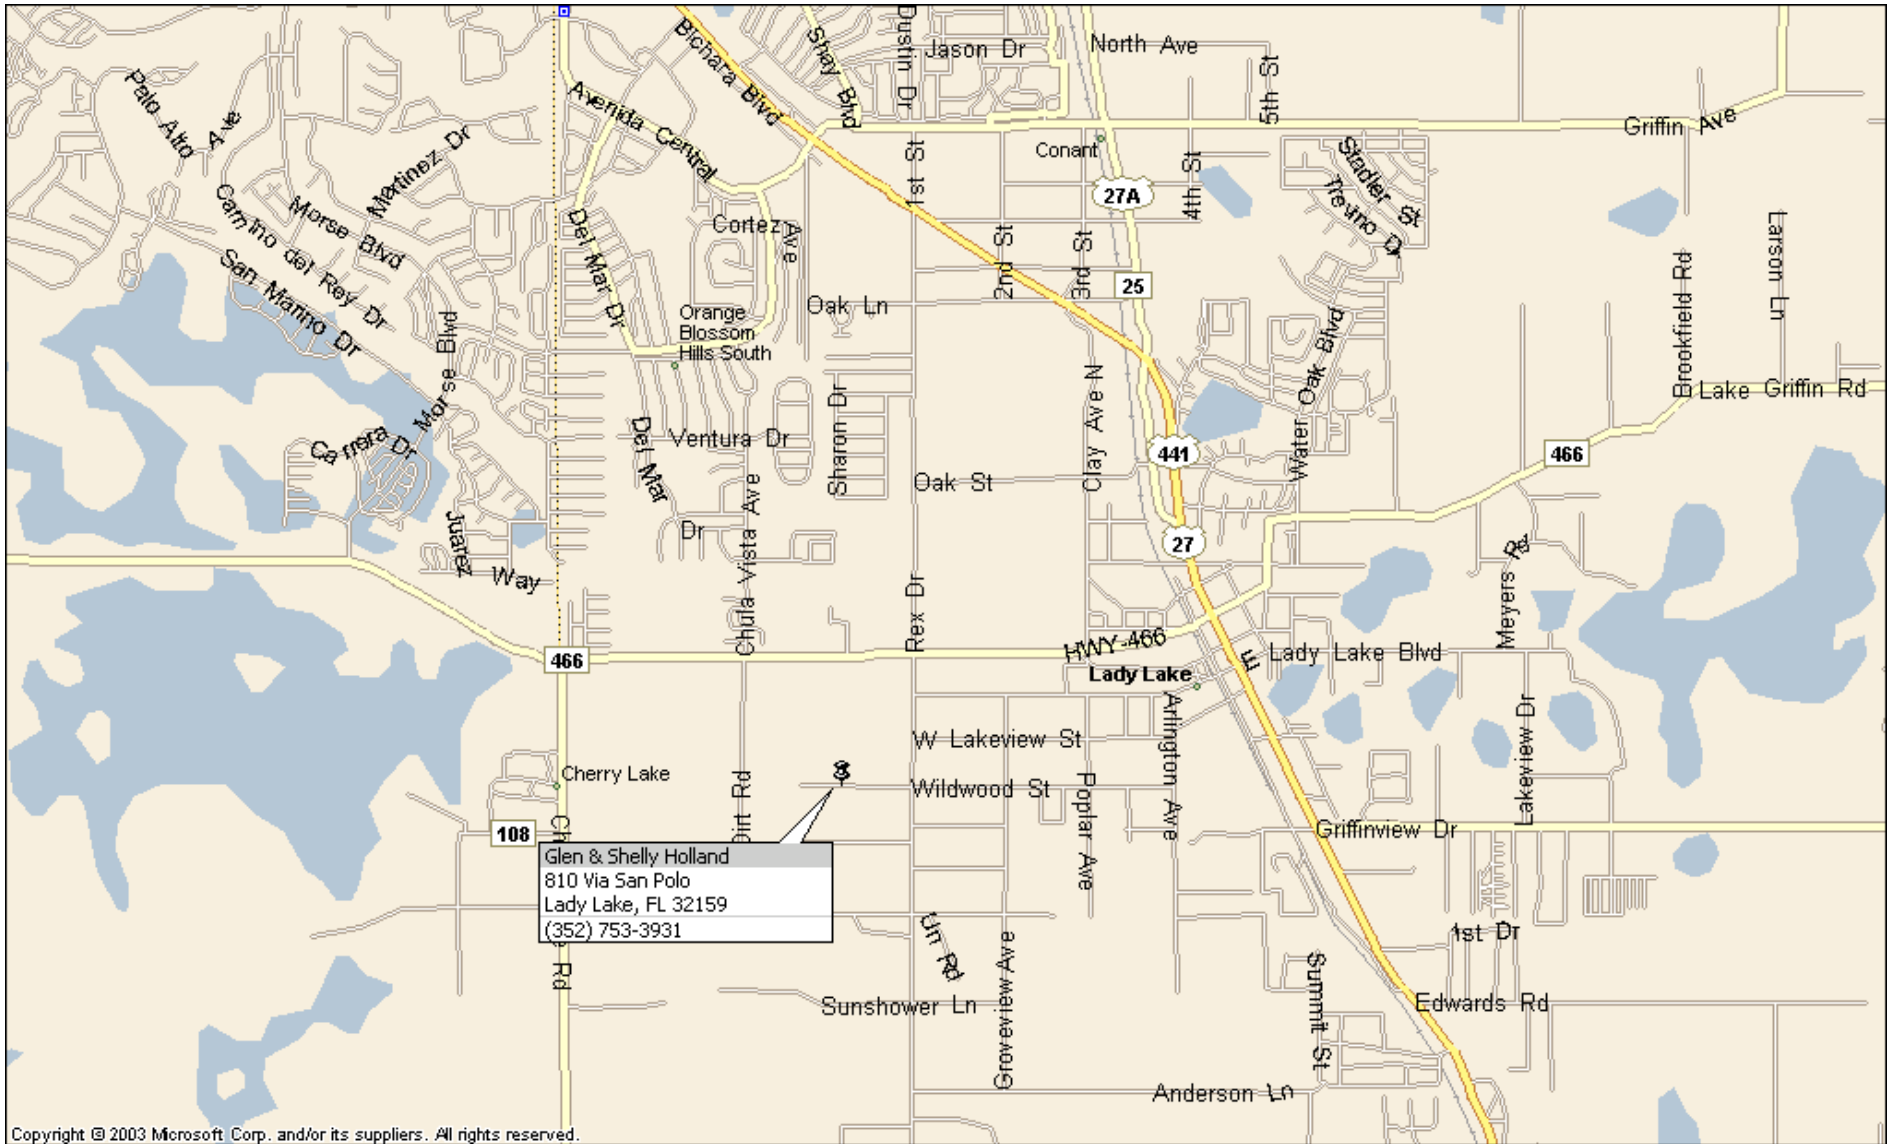 Bichara Blvd
Shay Blvd
Dustin Dr
Jason Dr
North Ave
5th St
Palo Alto Ave
Avenida Central
Griffin Ave
Martinez Dr
1st St
Conant
Stadler St
4th St
27A
Trevino Dr
Camino del Rey Dr
Morse Blvd
Del Mar Dr
Cortez Ave
2nd St
3rd St
Larson Ln
San Marino Dr
25
Brookfield Rd
Oak Ln
Orange
Blossom
Hills South
Morse Blvd
Water Oak Blvd
Lake Griffin Rd
Sharon Dr
Clay Ave N
Carrera Dr
Del Mar Dr
Ventura Dr
441
466
Oak St
Chula Vista Ave
Juarez Way
27
Meyers Rd
Rex Dr
466
HWY-466
E Lady Lake Blvd
Lady Lake
Arlington Ave
Lakeview Dr
W Lakeview St
Cherry Lake
Dirt Rd
Wildwood St
Poplar Ave
108
Griffinview Dr
Glen & Shelly Holland
810 Via San Polo
Lady Lake, FL 32159
(352) 753-3931
Rd
Un Rd
1st Dr
Groveview Ave
Summit St
Sunshower Ln
Edwards Rd
Anderson Ln
Copyright © 2003 Microsoft Corp. and/or its suppliers. All rights reserved.